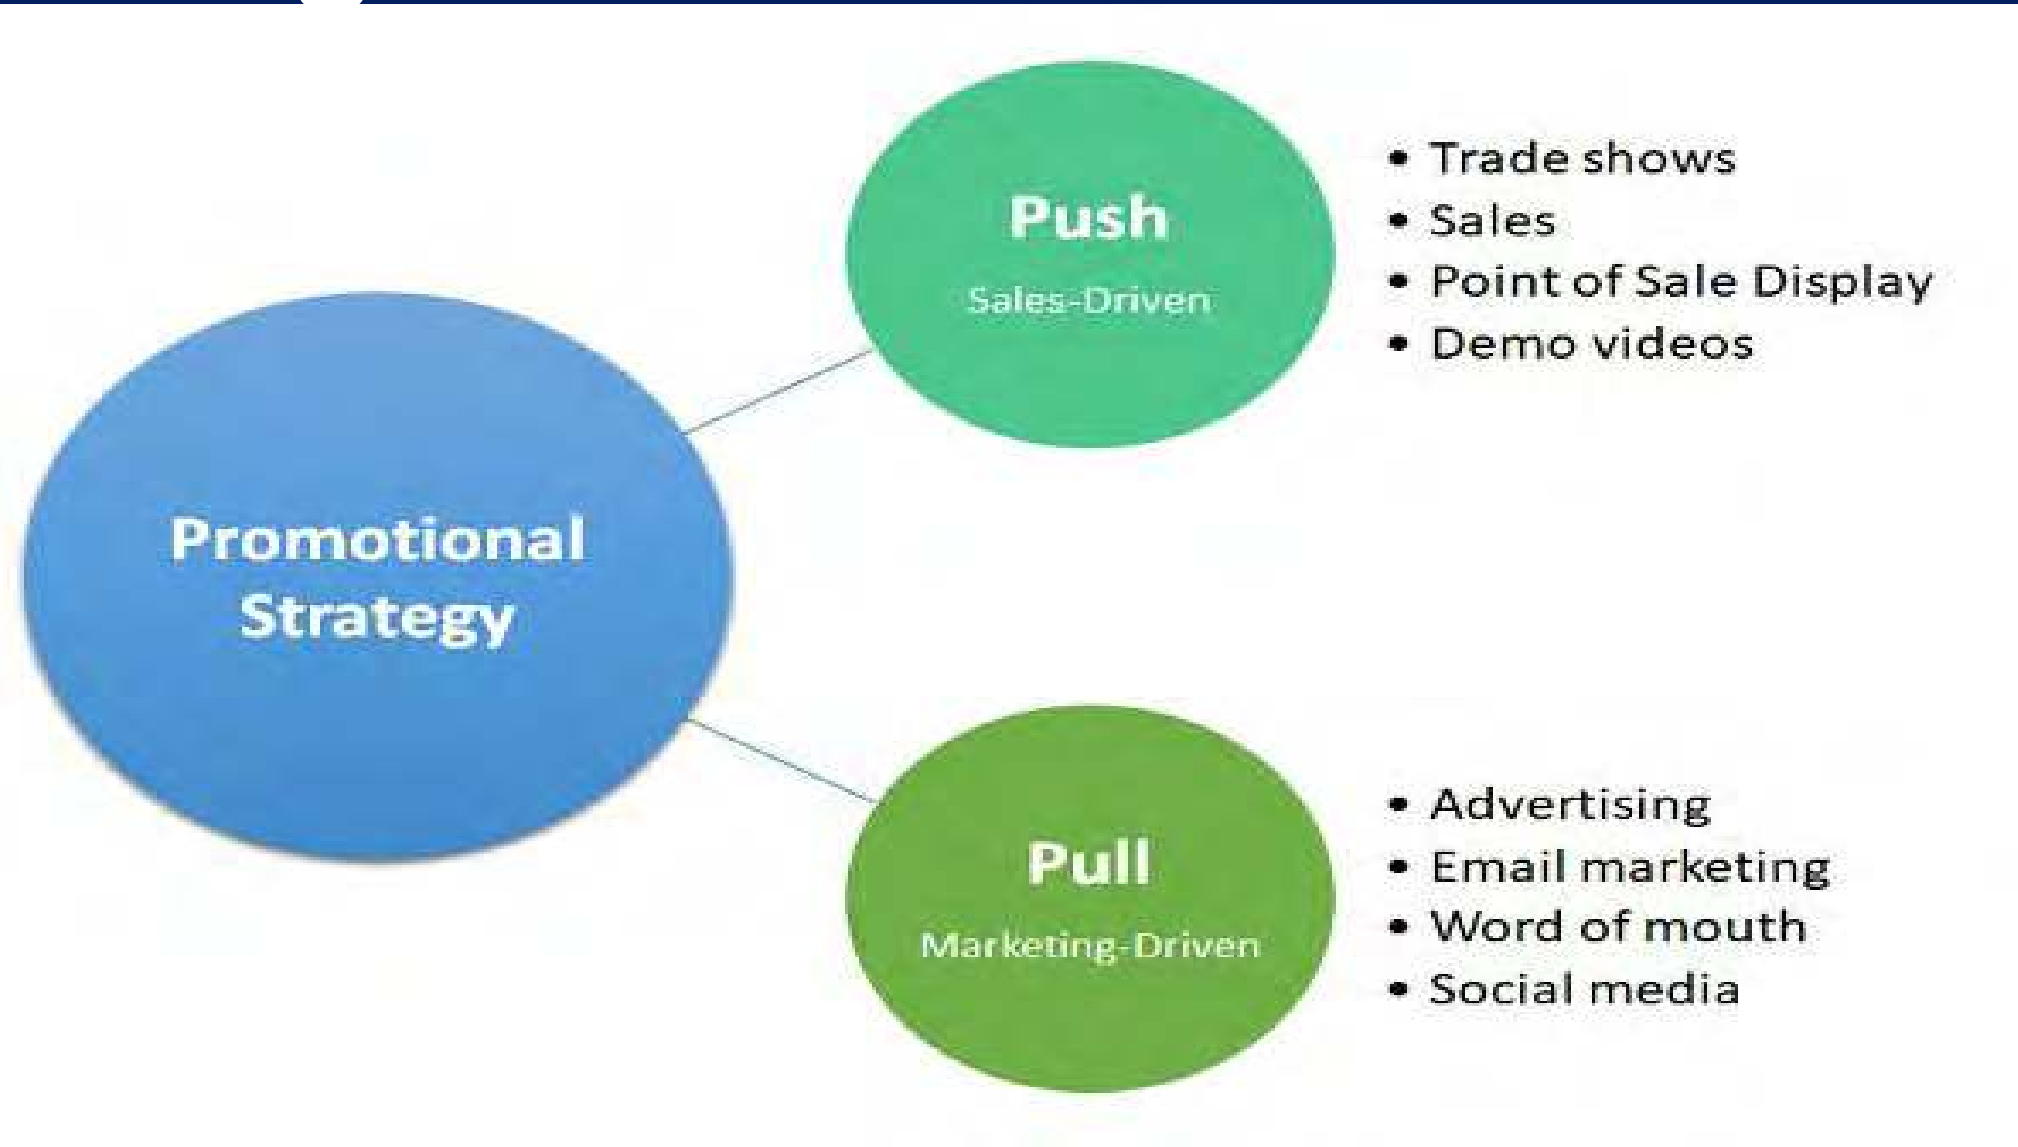 Promotional
Strategy
Push
Sales-Driven
• Trade shows
• Sales
• Point of Sale Display
• Demo videos
Pull
Marketing-Driven
• Advertising
• Email marketing
• Word of mouth
• Social media